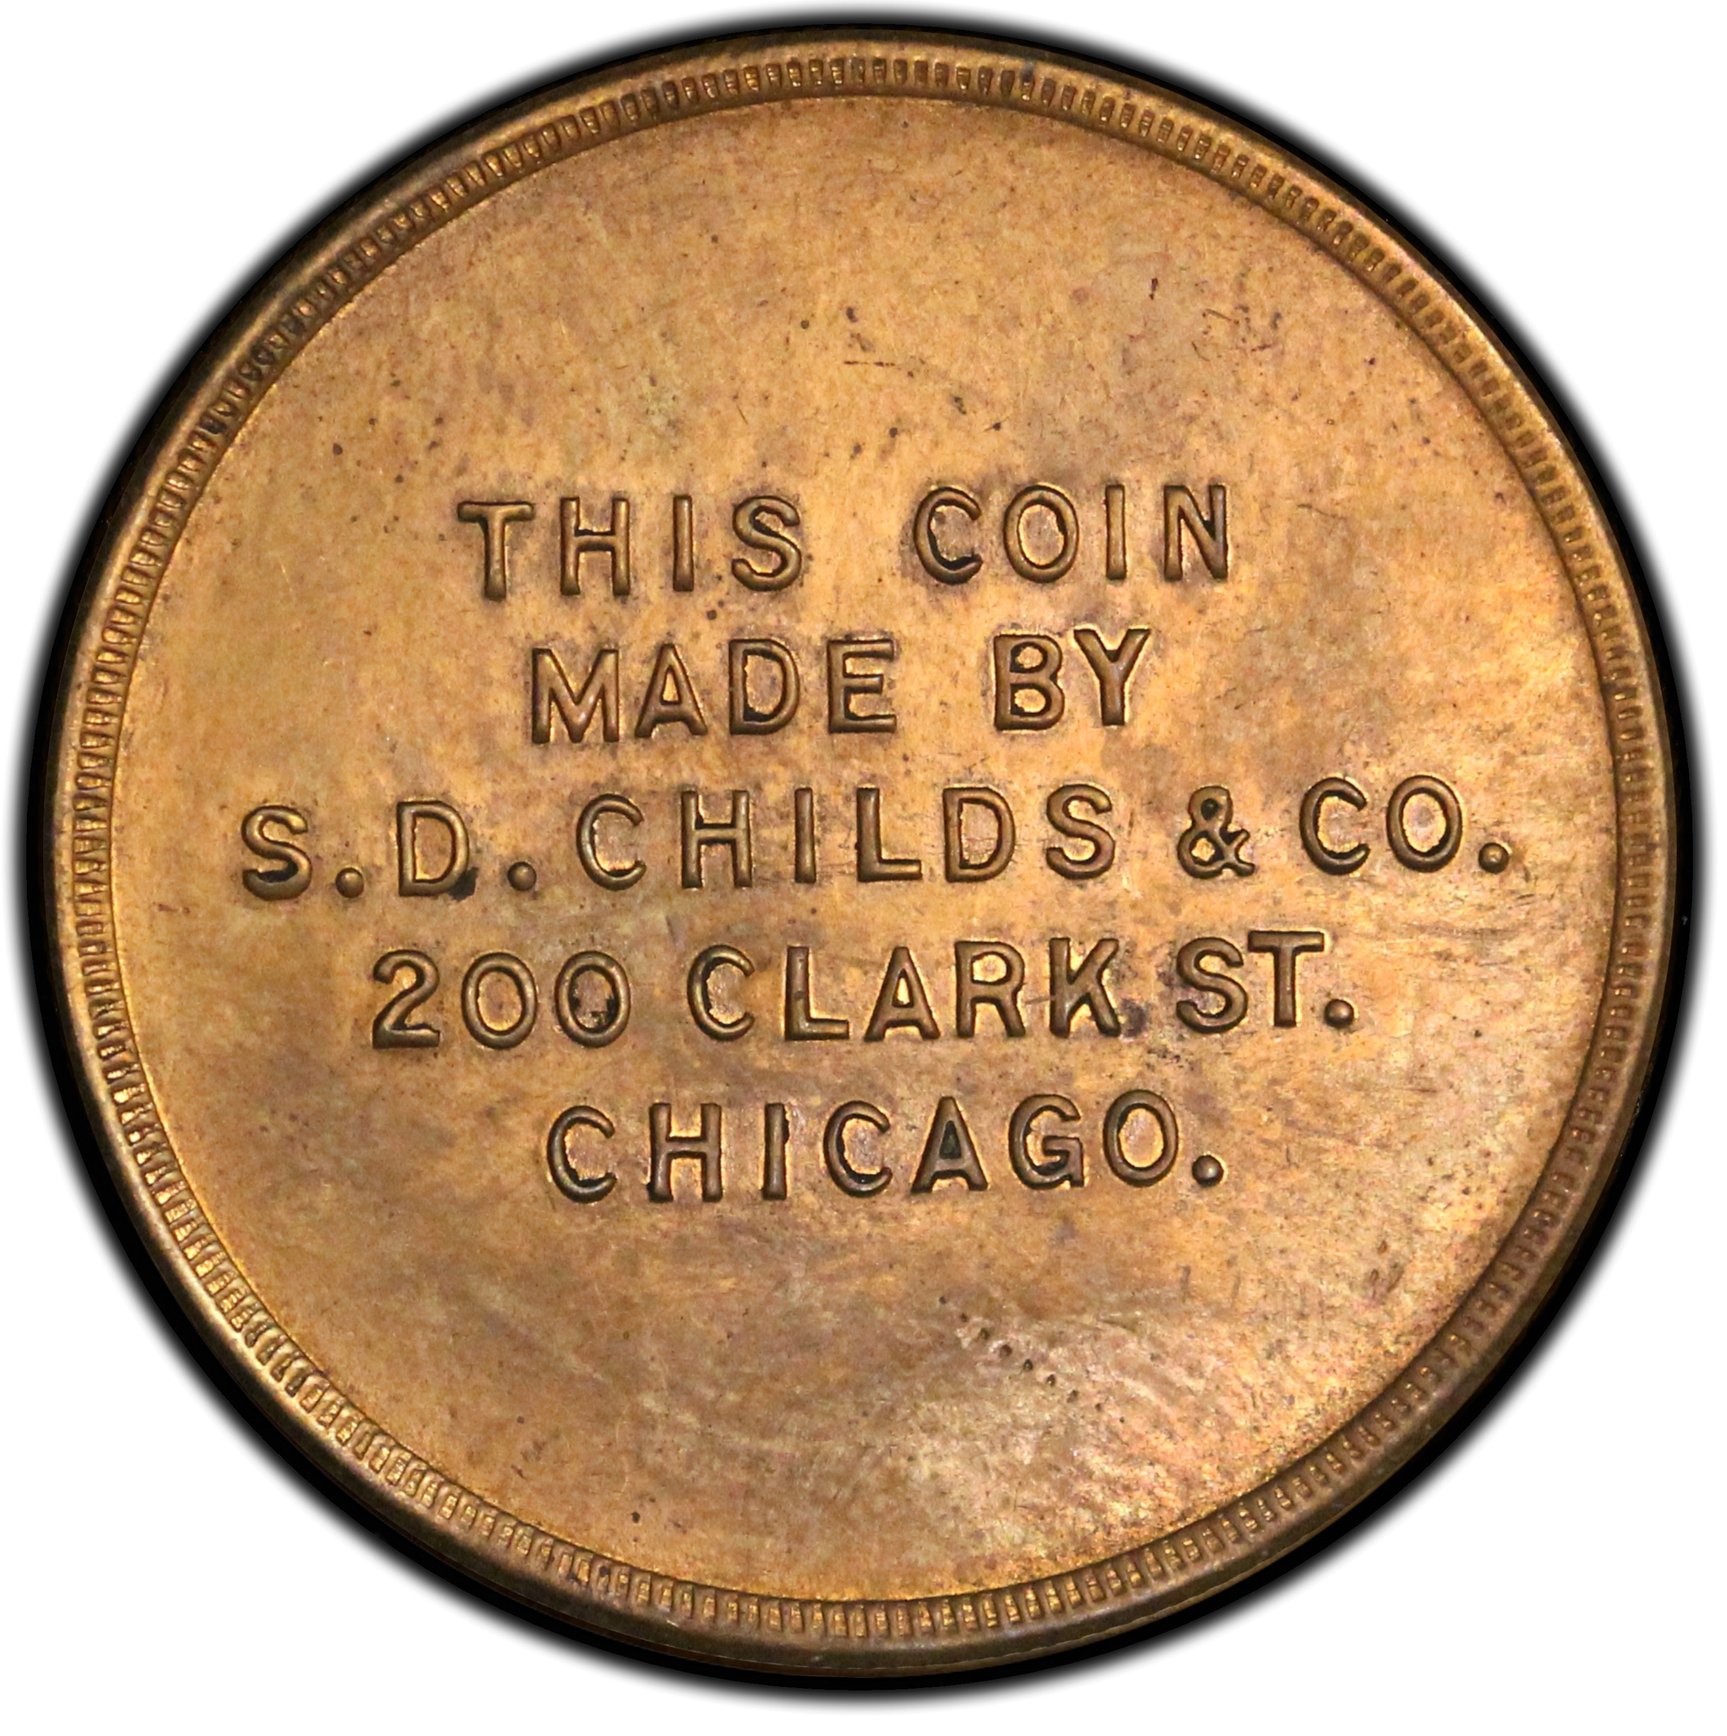 THIS COIN
MADE BY
S.D. CHILDS & CO.
200 CLARK ST.
CHICAGO.